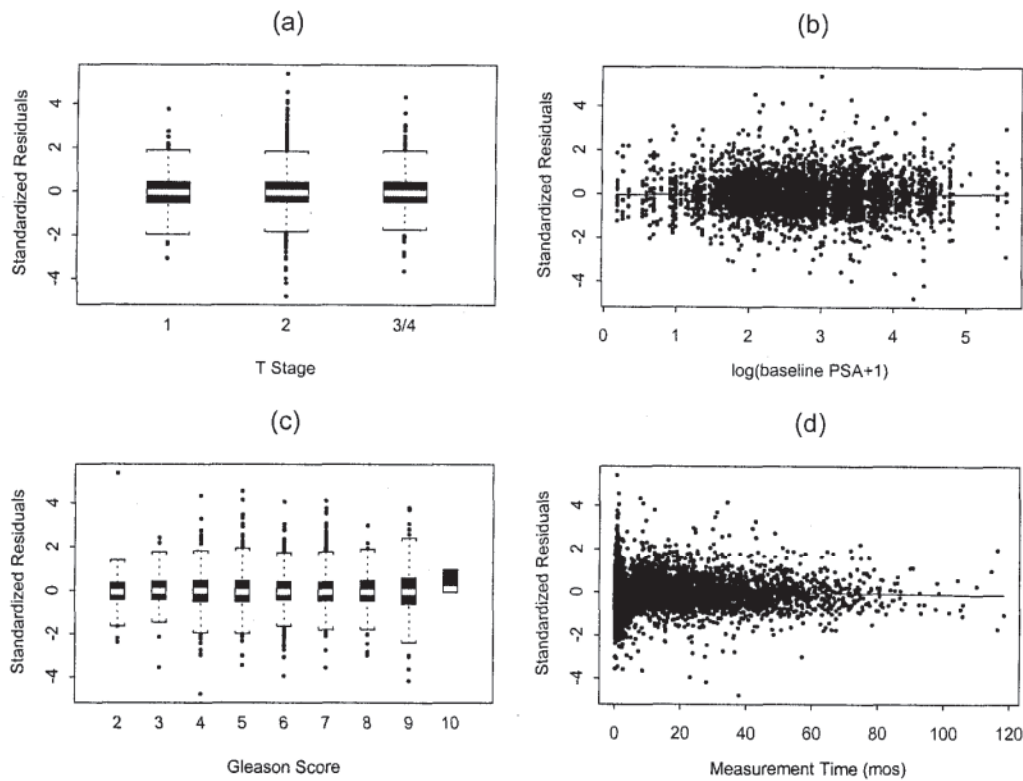 (a)
Standardized Residuals
4
2
0
-2
-4
1 2 3/4
T Stage
(b)
Standardized Residuals
4
2
0
-2
-4
0 1 2 3 4 5
log(baseline PSA+1)
(c)
Standardized Residuals
4
2
0
-2
-4
2 3 4 5 6 7 8 9 10
Gleason Score
(d)
Standardized Residuals
4
2
0
-2
-4
0 20 40 60 80 100 120
Measurement Time (mos)